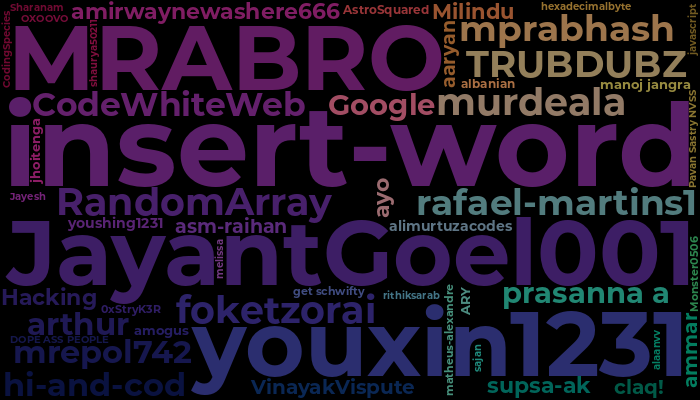 Sharanam
OXOOVO
amirwaynewashere666
AstroSquared
Milindu
hexadecimalbyte
javascript
CodingSpecies
MRABRO
shauryas0211
aaryan
mprabhash
TRUBDUBZ
albanian
manoj jangra
iCodeWhiteWeb
Google
murdeala
insert-word
jhoitenga
Pavan Sastry NVSS
Jayesh
RandomArray
ayo
rafael-martins1
youshing1231
asm-raihan
alimurtuzacodes
JayantGoel001
melissa
Monster0506
Hacking
0xStryK3R
get schwifty
rithiksarab
matheus-alexandre
ARY
prasanna a
arthur
amogus
foketzorai
youxin1231
DOPE ASS PEOPLE
mrepol742
sajan
alaanvv
ammar
hi-and-cod
VinayakVispute
supsa-ak
claq!